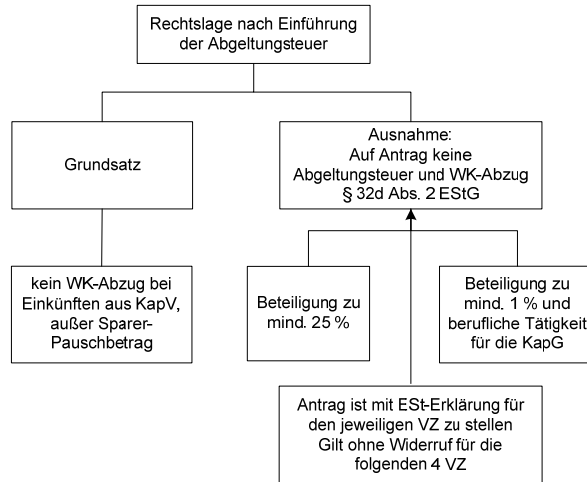 Rechtslage nach Einführung
der Abgeltungsteuer
Grundsatz
Ausnahme:
Auf Antrag keine
Abgeltungsteuer und WK-Abzug
§ 32d Abs. 2 EStG
kein WK-Abzug bei
Einkünften aus KapV,
außer Sparer-
Pauschbetrag
Beteiligung zu
mind. 25 %
Beteiligung zu
mind. 1 % und
berufliche Tätigkeit
für die KapG
Antrag ist mit ESt-Erklärung für
den jeweiligen VZ zu stellen
Gilt ohne Widerruf für die
folgenden 4 VZ